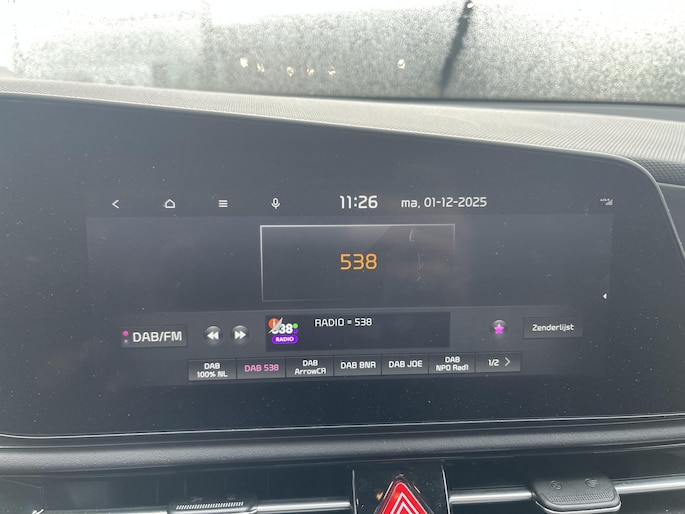 11:26 ma, 01-12-2025
538
DAB/FM
538
RADIO
RADIO = 538
Zenderlijst
DAB 100% NL
DAB 538
DAB ArrowCR
DAB BNR
DAB JOE
DAB NPO Rad1
1/2